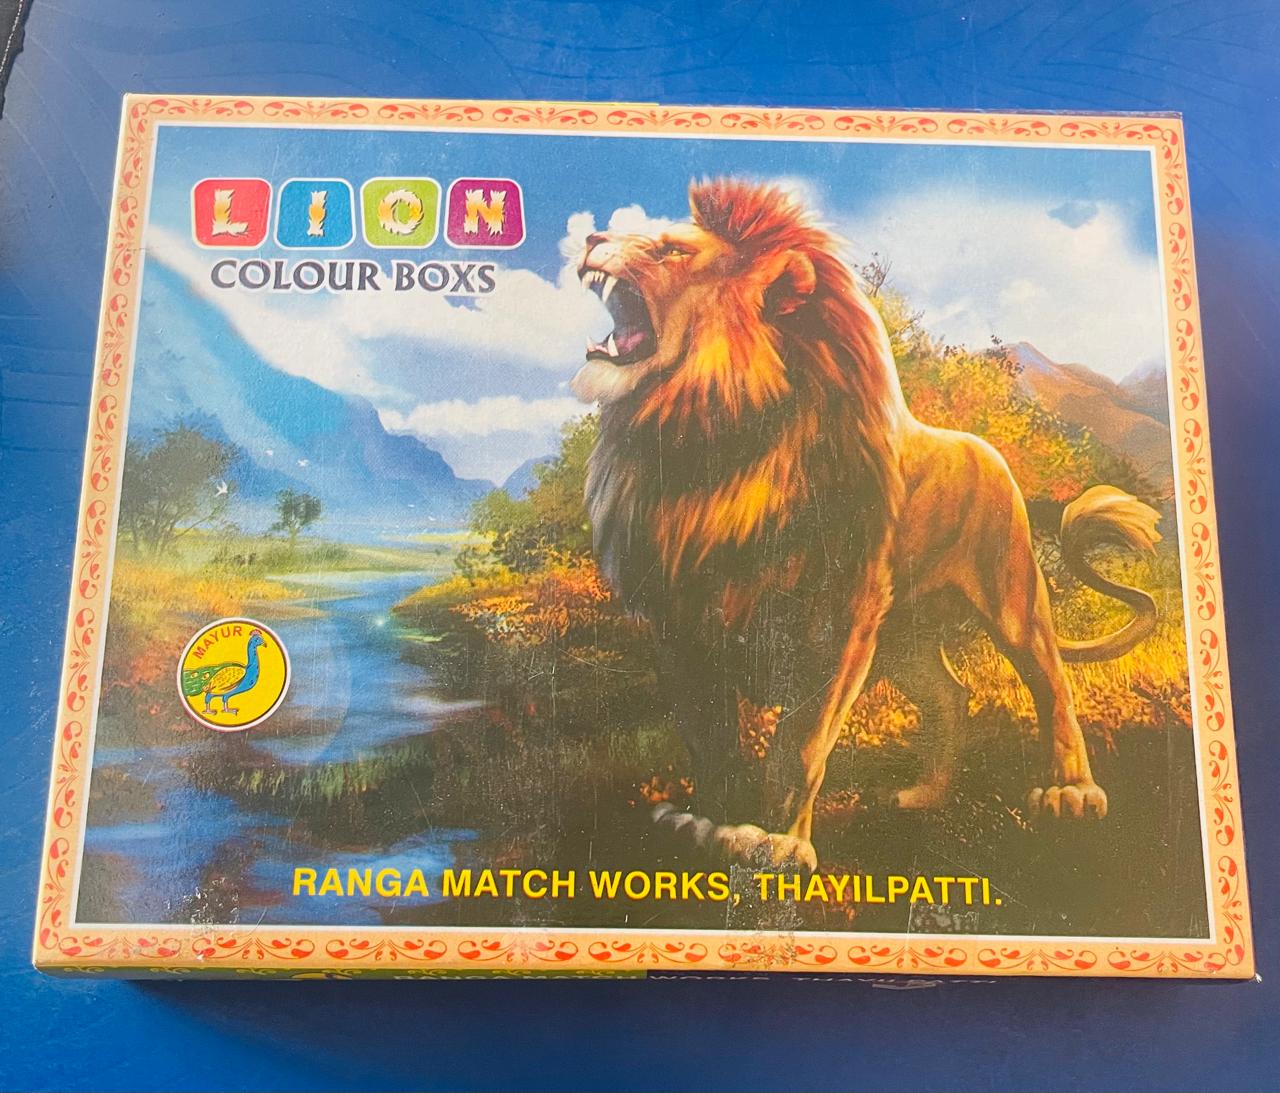 LION
COLOUR BOXS
MAYUR
RANGA MATCH WORKS, THAYILPATTI.